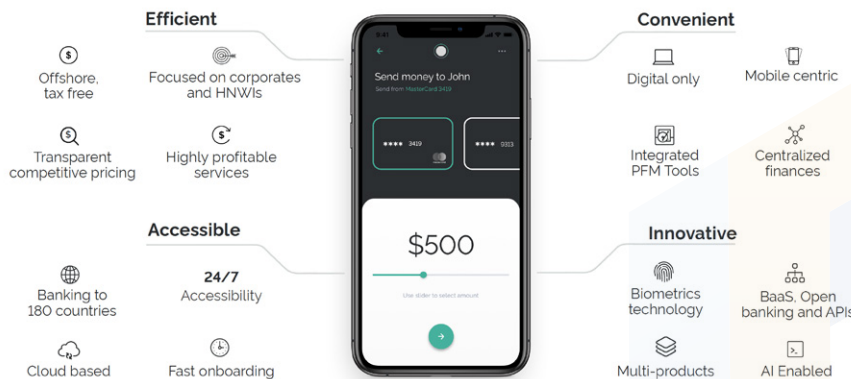 Efficient
Offshore,
tax free
Focused on corporates
and HNWIs
Transparent
competitive pricing
Highly profitable
services
Accessible
Banking to
180 countries
24/7
Accessibility
Cloud based
Fast onboarding
9:41
Send money to John
Send from MasterCard 3419
**** 3419
**** 5313
$500
Use slider to select amount
Convenient
Digital only
Mobile centric
Integrated
PFM Tools
Centralized
finances
Innovative
Biometrics
technology
BaaS, Open
banking and APIs
Multi-products
AI Enabled